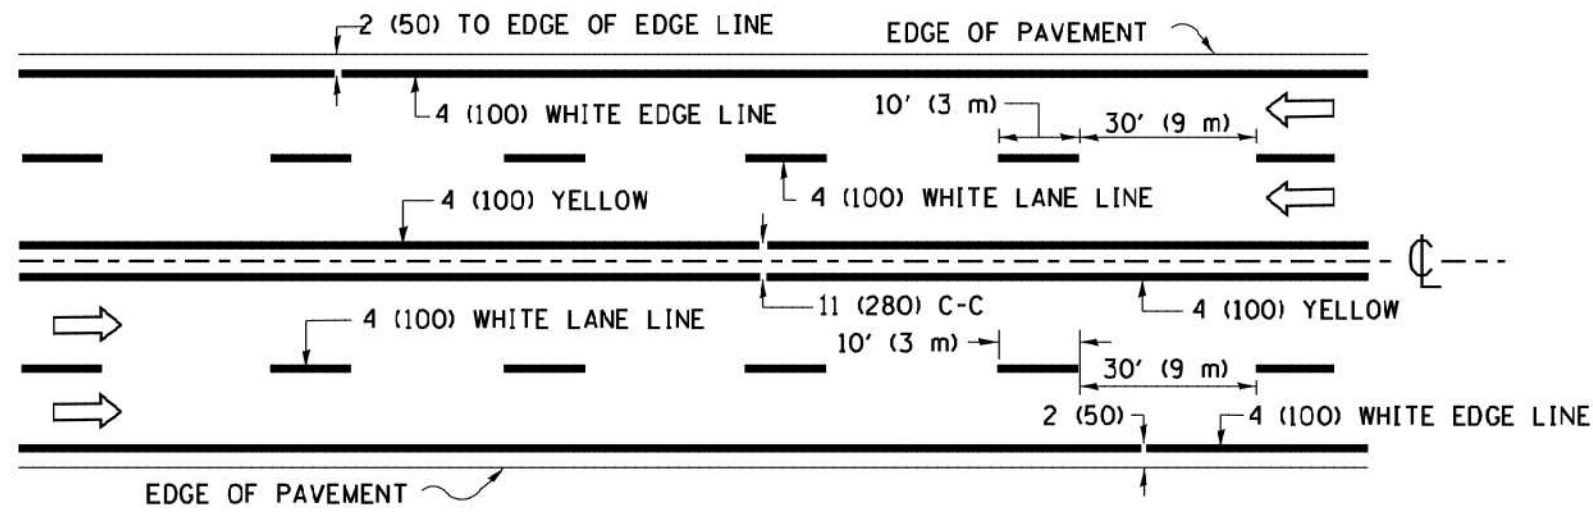 2 (50) TO EDGE OF EDGE LINE
EDGE OF PAVEMENT
4 (100) WHITE EDGE LINE
10' (3 m)
30' (9 m)
4 (100) YELLOW
4 (100) WHITE LANE LINE
CL
11 (280) C-C
4 (100) YELLOW
4 (100) WHITE LANE LINE
10' (3 m)
30' (9 m)
2 (50)
4 (100) WHITE EDGE LINE
EDGE OF PAVEMENT